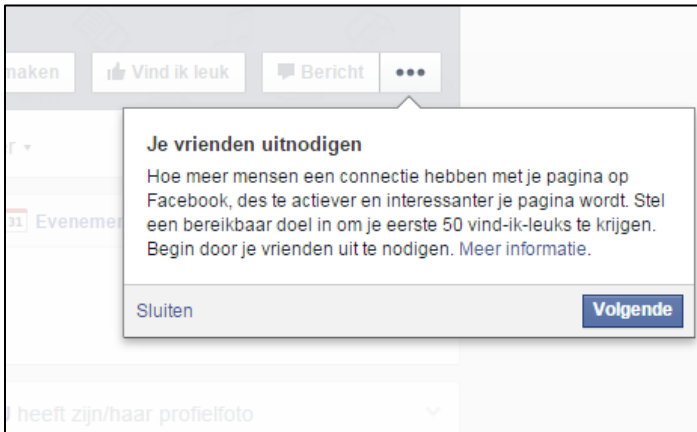 maken Vind ik leuk Bericht •••
Je vrienden uitnodigen
Hoe meer mensen een connectie hebben met je pagina op
Facebook, des te actiever en interessanter je pagina wordt. Stel
een bereikbaar doel in om je eerste 50 vind-ik-leuks te krijgen.
Begin door je vrienden uit te nodigen. Meer informatie.
31 Evenemen
Sluiten Volgende
heeft zijn/haar profielfoto